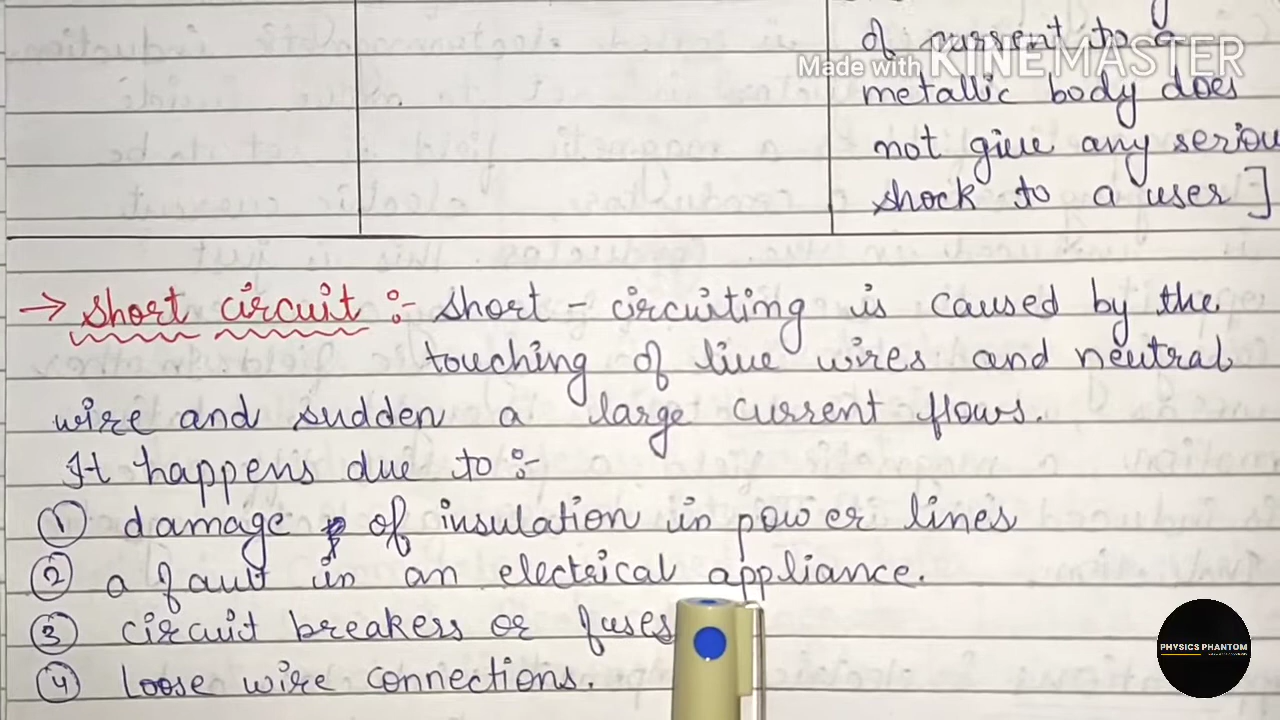 of current to a
Made with KINEMASTER
metallic body does
not give any seriou
shock to a user]
→ short circuit :- short - circuiting is caused by the
touching of live wires and neutral
wire and sudden a large current flows.
It happens due to :-
① damage of insulation in power lines
② a fault in an electrical appliance.
③ circuit breakers or fuses
④ loose wire connections.
PHYSICS PHANTOM